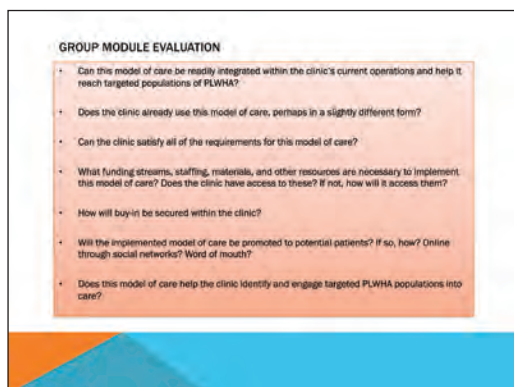 GROUP MODULE EVALUATION
• Can this model of care be readily integrated within the clinic's current operations and help it
reach targeted populations of PLWHA?
• Does the clinic already use this model of care, perhaps in a slightly different form?
• Can the clinic satisfy all of the requirements for this model of care?
• What funding streams, staffing, materials, and other resources are necessary to implement
this model of care? Does the clinic have access to these? If not, how will it access them?
• How will buy-in be secured within the clinic?
• Will the implemented model of care be promoted to potential patients? If so, how? Online
through social networks? Word of mouth?
• Does this model of care help the clinic identify and engage targeted PLWHA populations into
care?